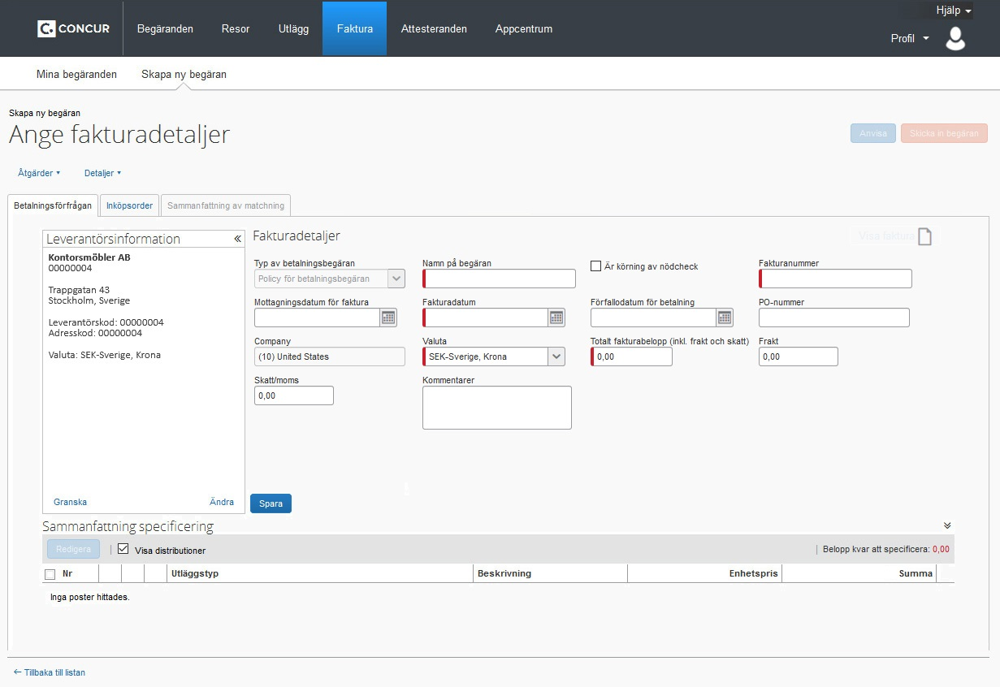 Hjälp
C. CONCUR
Begäranden
Resor
Utlägg
Faktura
Attesteranden
Appcentrum
Profil
Mina begäranden
Skapa ny begäran
Skapa ny begäran
Ange fakturadetaljer
Anvisa
Skicka in begäran
Åtgärder
Detaljer
Betalningsförfrågan
Inköpsorder
Sammanfattning av matchning
Leverantörsinformation «
Kontorsmöbler AB
00000004
Trappgatan 43
Stockholm, Sverige
Leverantörskod: 00000004
Adresskod: 00000004
Valuta: SEK-Sverige, Krona
Granska
Ändra
Fakturadetaljer
Visa faktura
Typ av betalningsbegäran
Policy för betalningsbegäran
Namn på begäran
Är körning av nödcheck
Fakturanummer
Mottagningsdatum för faktura
Fakturadatum
Förfallodatum för betalning
PO-nummer
Company
(10) United States
Valuta
SEK-Sverige, Krona
Totalt fakturabelopp (inkl. frakt och skatt)
0,00
Frakt
0,00
Skatt/moms
0,00
Kommentarer
Spara
Sammanfattning specificering
Redigera
Visa distributioner
Belopp kvar att specificera: 0,00
Nr
Utläggstyp
Beskrivning
Enhetspris
Summa
Inga poster hittades.
← Tillbaka till listan